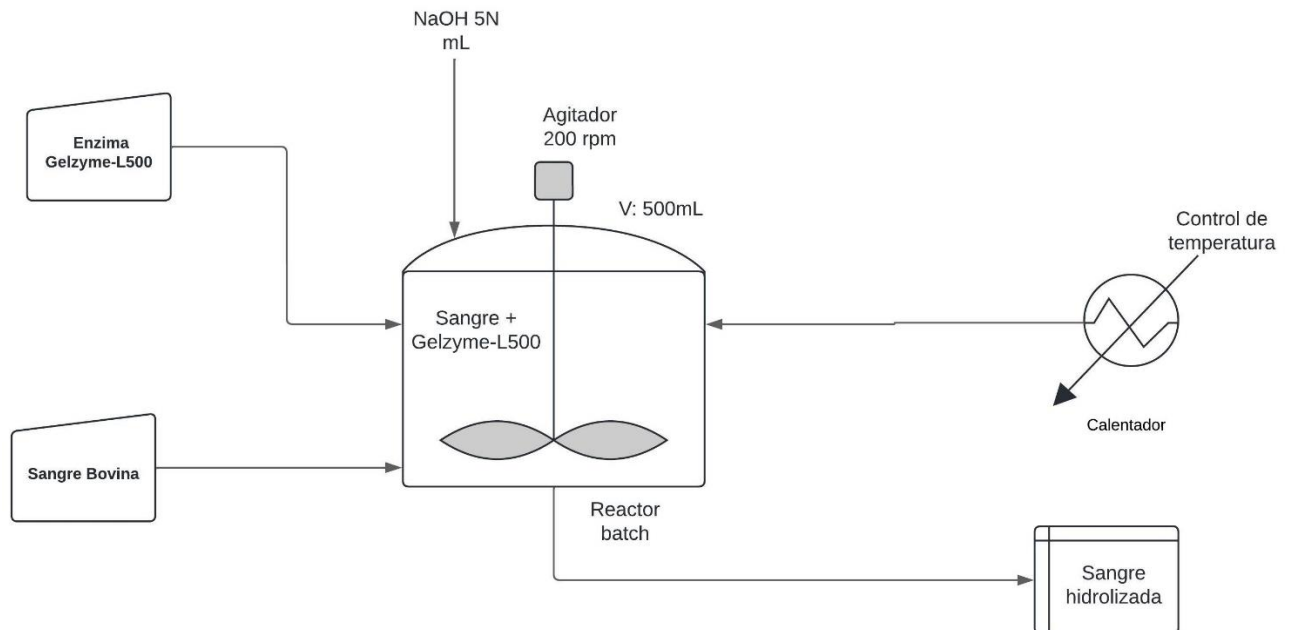 NaOH 5N
mL
Agitador
200 rpm
Enzima
Gelzyme-L500
V: 500mL
Control de
temperatura
Sangre +
Gelzyme-L500
Calentador
Sangre Bovina
Reactor
batch
Sangre
hidrolizada